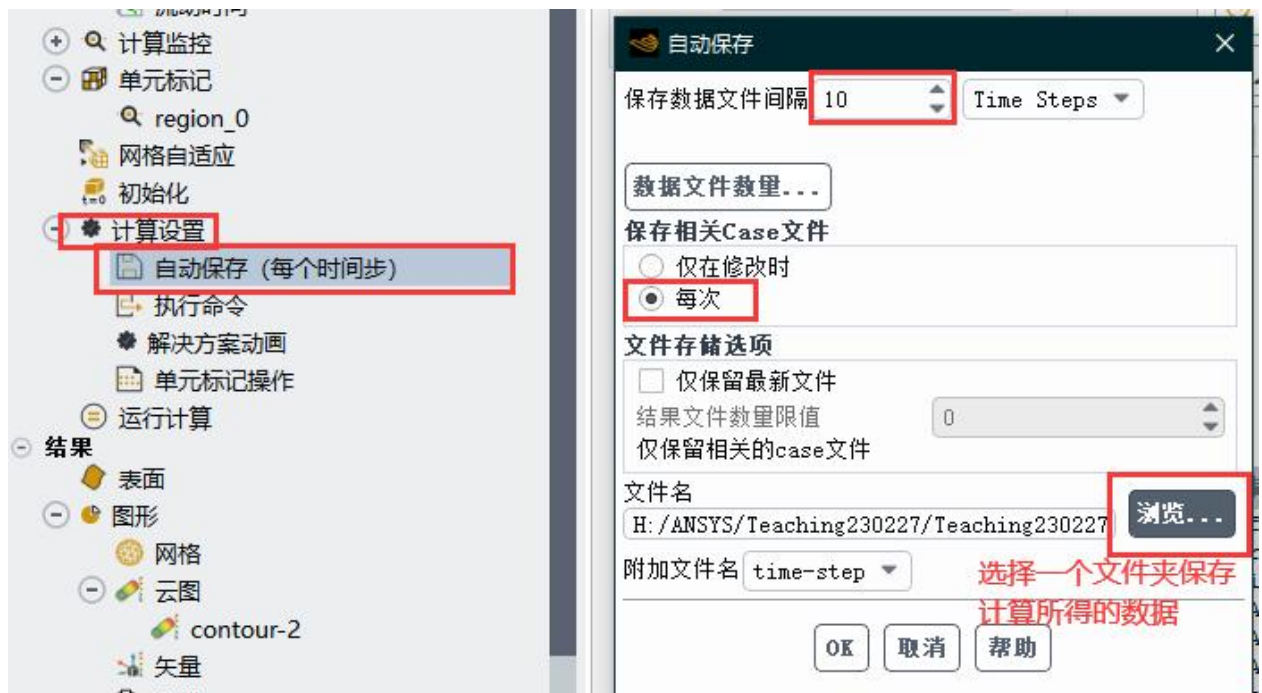 流动时间
计算监控
单元标记
region_0
网格自适应
初始化
计算设置
自动保存（每个时间步）
执行命令
解决方案动画
单元标记操作
运行计算
结果
表面
图形
网格
云图
contour-2
矢量
自动保存
保存数据文件间隔 10 Time Steps
数据文件数量...
保存相关Case文件
仅在修改时
每次
文件存储选项
仅保留最新文件
结果文件数量限值 0
仅保留相关的case文件
文件名
H:/ANSYS/Teaching230227/Teaching230227 浏览...
附加文件名 time-step
选择一个文件夹保存
计算所得的数据
OK 取消 帮助